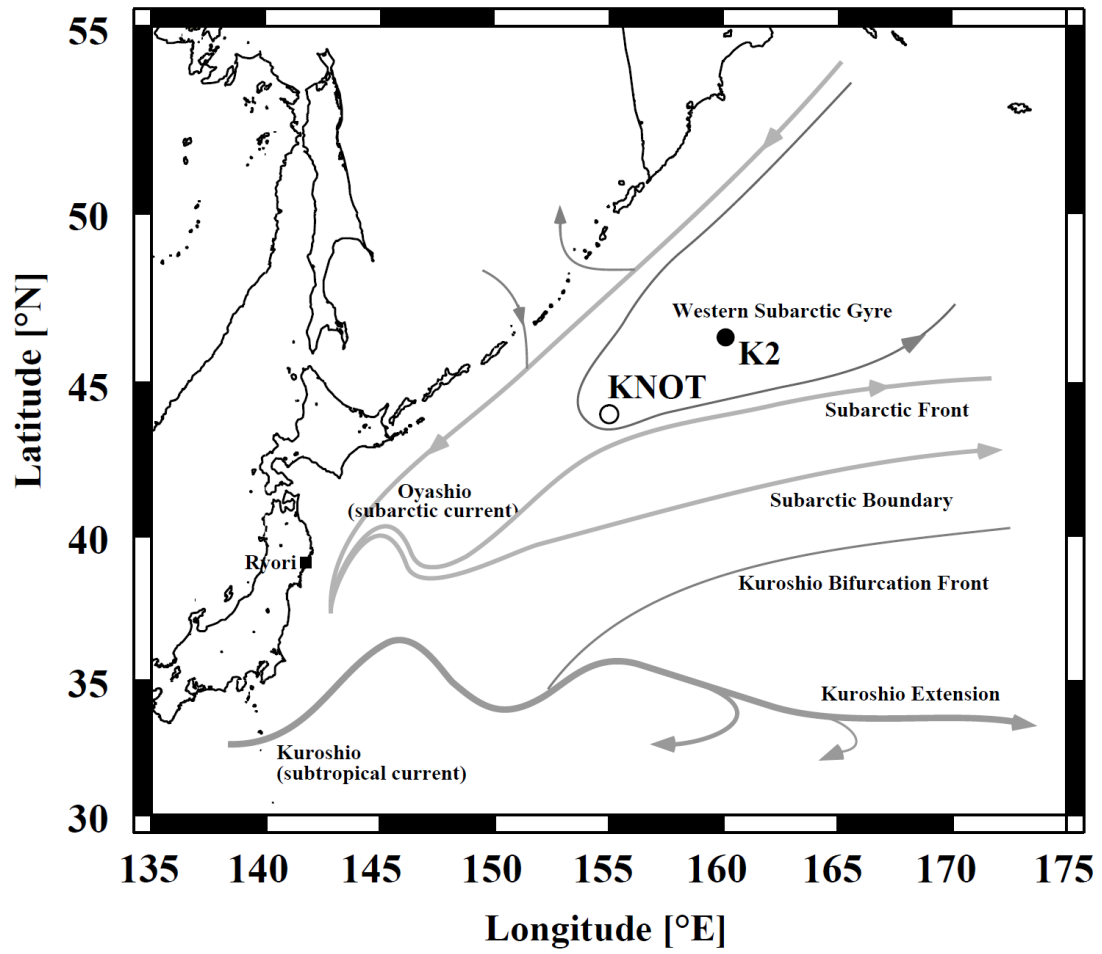 55
50
45
40
35
30
Latitude [°N]
Western Subarctic Gyre
K2
KNOT
Subarctic Front
Oyashio
(subarctic current)
Subarctic Boundary
Ryori
Kuroshio Bifurcation Front
Kuroshio Extension
Kuroshio
(subtropical current)
135 140 145 150 155 160 170 175
Longitude [°E]